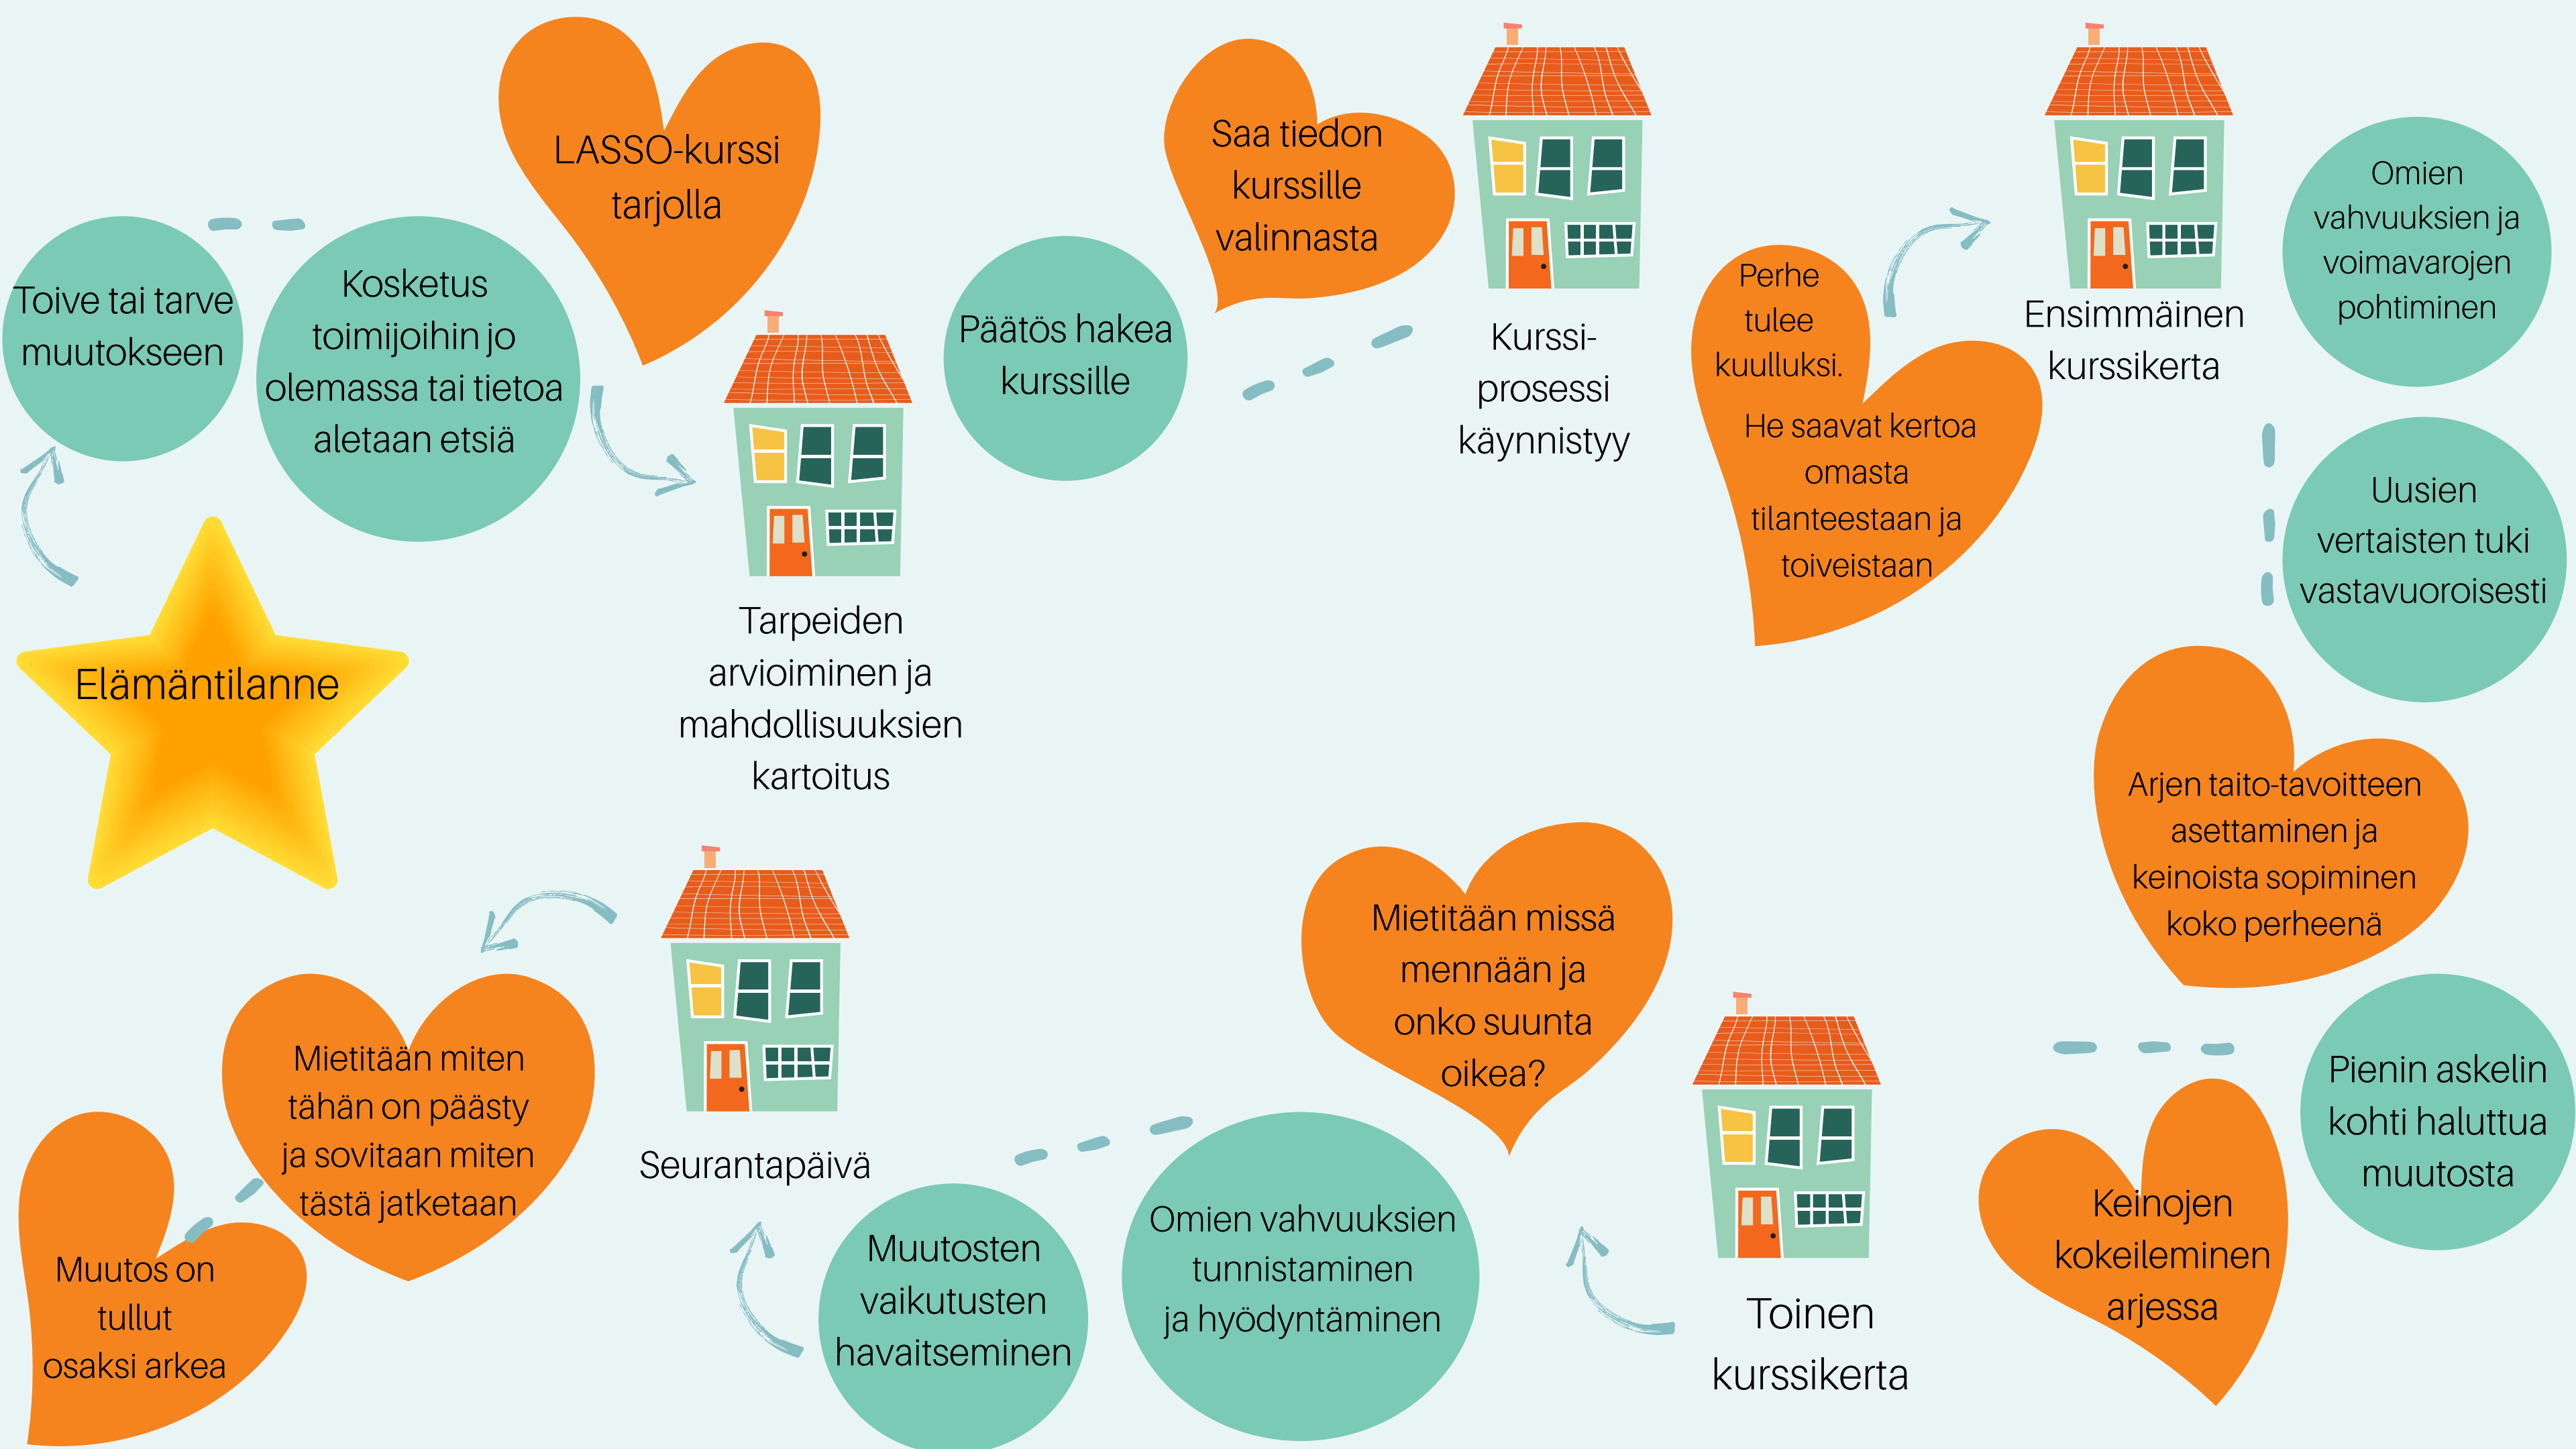 Elämäntilanne
Toive tai tarve
muutokseen
Kosketus
toimijoihin jo
olemassa tai tietoa
aletaan etsiä
LASSO-kurssi
tarjolla
Tarpeiden
arvioiminen ja
mahdollisuuksien
kartoitus
Päätös hakea
kurssille
Saa tiedon
kurssille
valinnasta
Kurssi-
prosessi
käynnistyy
Perhe
tulee
kuulluksi.
He saavat kertoa
omasta
tilanteestaan ja
toiveistaan
Ensimmäinen
kurssikerta
Omien
vahvuuksien ja
voimavarojen
pohtiminen
Uusien
vertaisten tuki
vastavuoroisesti
Arjen taito-tavoitteen
asettaminen ja
keinoista sopiminen
koko perheenä
Pienin askelin
kohti haluttua
muutosta
Keinojen
kokeileminen
arjessa
Toinen
kurssikerta
Mietitään missä
mennään ja
onko suunta
oikea?
Omien vahvuuksien
tunnistaminen
ja hyödyntäminen
Muutosten
vaikutusten
havaitseminen
Seurantapäivä
Mietitään miten
tähän on päästy
ja sovitaan miten
tästä jatketaan
Muutos on
tullut
osaksi arkea